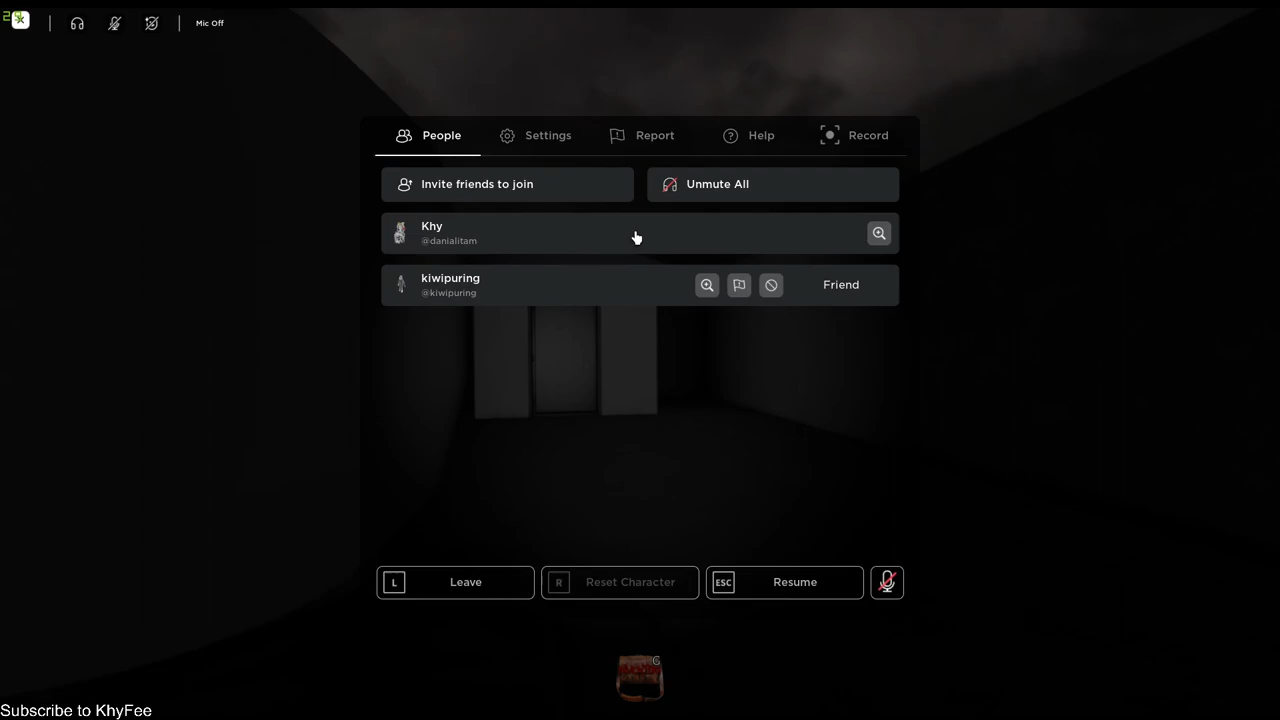 Mic Off
People
Settings
Report
Help
Record
Invite friends to join
Unmute All
Khy
@danialitam
kiwipuring
@kiwipuring
Friend
L
Leave
R
Reset Character
ESC
Resume
G
Subscribe to KhyFee